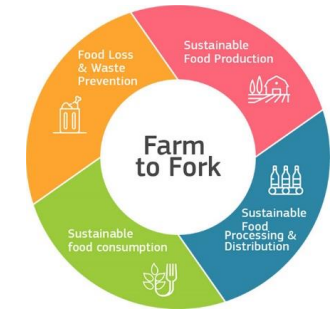 Food Loss
& Waste
Prevention
Sustainable
Food Production
Farm
to Fork
Sustainable
food consumption
Sustainable
Food
Processing &
Distribution